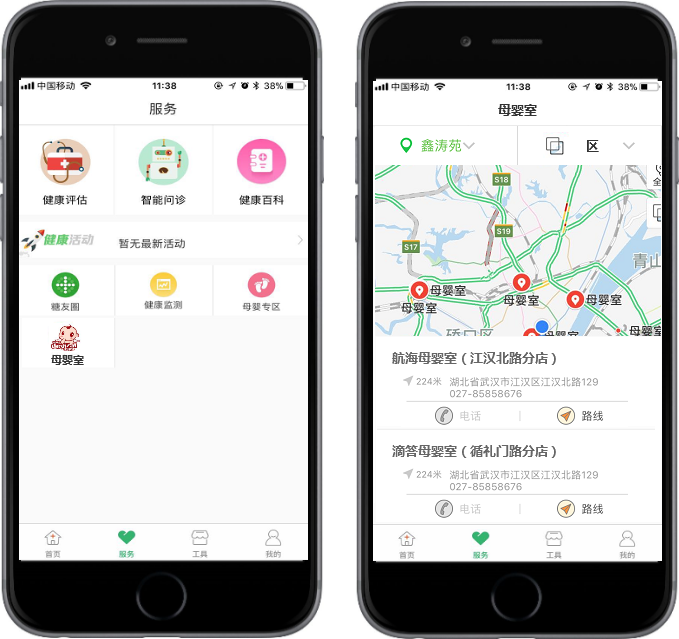 中国移动 11:38 38%
服务
健康评估 智能问诊 健康百科
健康活动 暂无最新活动
糖友圈 健康监测 母婴专区
母婴室
首页 服务 工具 我的
中国移动 11:38 38%
母婴室
鑫涛苑 区
S18
S19
S17
青山
母婴室
母婴室
母婴室
母婴室
母婴室
母婴室
硚口区
航海母婴室（江汉北路分店）
224米 湖北省武汉市江汉区江汉北路129
027-85858676
电话 路线
滴答母婴室（循礼门路分店）
224米 湖北省武汉市江汉区江汉北路129
027-85858676
电话 路线
首页 服务 工具 我的